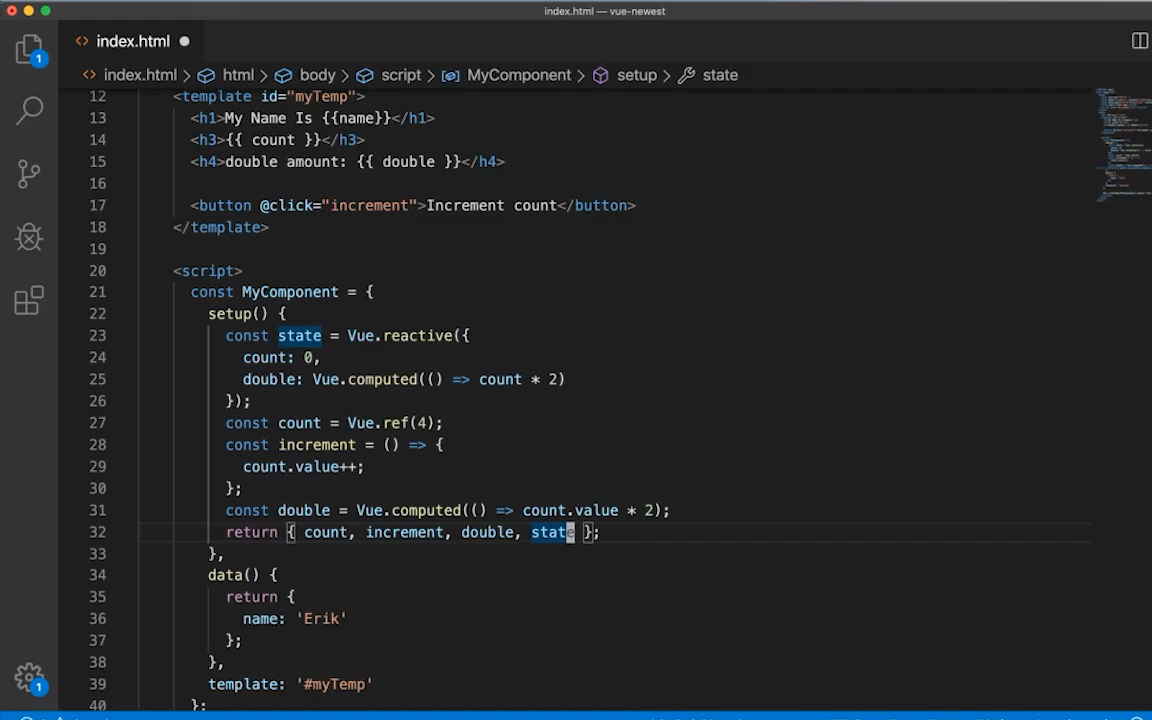 index.html — vue-newest
index.html
1
index.html > html > body > script > MyComponent > setup > state
12 <template id="myTemp">
13 <h1>My Name Is {{name}}</h1>
14 <h3>{{ count }}</h3>
15 <h4>double amount: {{ double }}</h4>
16
17 <button @click="increment">Increment count</button>
18 </template>
19
20 <script>
21 const MyComponent = {
22 setup() {
23 const state = Vue.reactive({
24 count: 0,
25 double: Vue.computed(() => count * 2)
26 });
27 const count = Vue.ref(4);
28 const increment = () => {
29 count.value++;
30 };
31 const double = Vue.computed(() => count.value * 2);
32 return { count, increment, double, state };
33 },
34 data() {
35 return {
36 name: 'Erik'
37 };
38 },
39 template: '#myTemp'
40 };
1